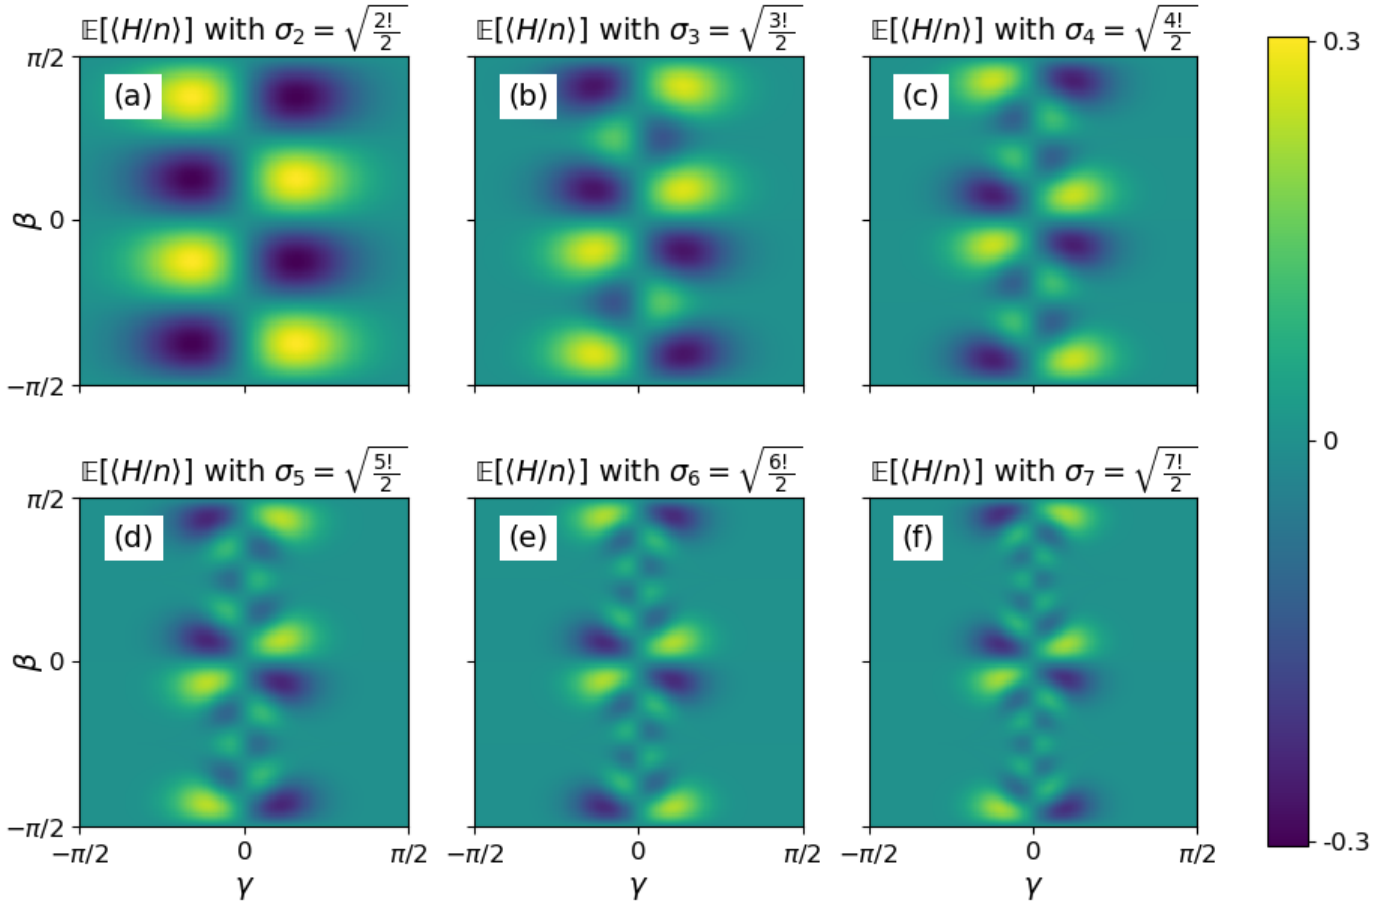 𝔼[⟨H/n⟩] with σ₂ = √(2!/2)
𝔼[⟨H/n⟩] with σ₃ = √(3!/2)
𝔼[⟨H/n⟩] with σ₄ = √(4!/2)
π/2
(a)
(b)
(c)
0.3
β
0
−π/2
0
𝔼[⟨H/n⟩] with σ₅ = √(5!/2)
𝔼[⟨H/n⟩] with σ₆ = √(6!/2)
𝔼[⟨H/n⟩] with σ₇ = √(7!/2)
π/2
(d)
(e)
(f)
β
0
−π/2
-0.3
−π/2 0 π/2
−π/2 0 π/2
−π/2 0 π/2
γ
γ
γ